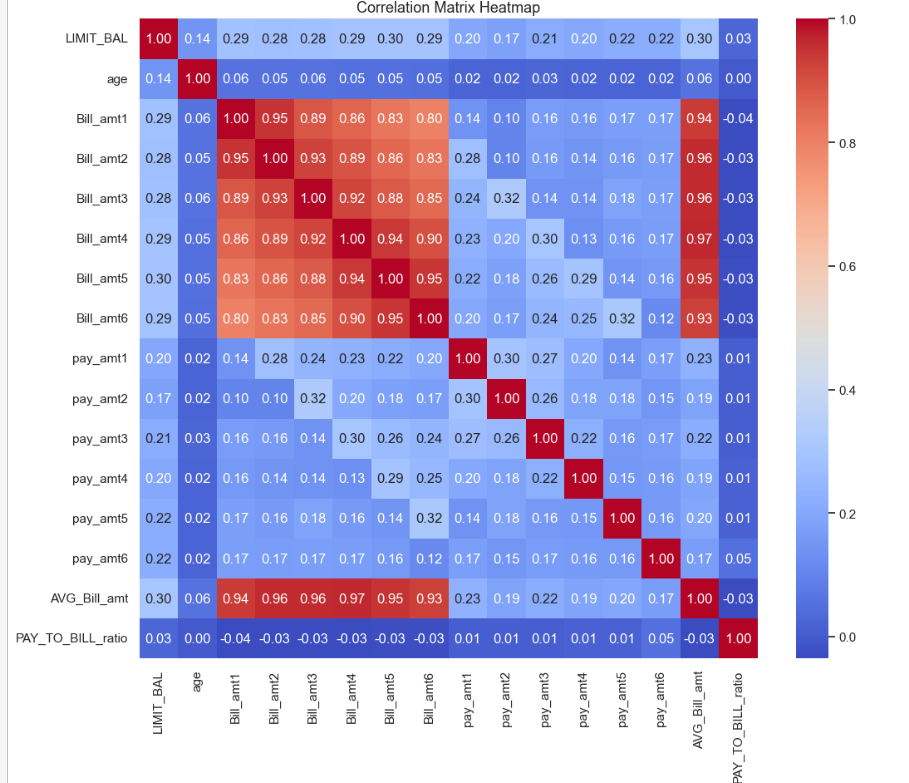 Correlation Matrix Heatmap
LIMIT_BAL 1.00 0.14 0.29 0.28 0.28 0.29 0.30 0.29 0.20 0.17 0.21 0.20 0.22 0.22 0.30 0.03
age 0.14 1.00 0.06 0.05 0.06 0.05 0.05 0.05 0.02 0.02 0.03 0.02 0.02 0.02 0.06 0.00
Bill_amt1 0.29 0.06 1.00 0.95 0.89 0.86 0.83 0.80 0.14 0.10 0.16 0.16 0.17 0.17 0.94 -0.04
Bill_amt2 0.28 0.05 0.95 1.00 0.93 0.89 0.86 0.83 0.28 0.10 0.16 0.14 0.16 0.17 0.96 -0.03
Bill_amt3 0.28 0.06 0.89 0.93 1.00 0.92 0.88 0.85 0.24 0.32 0.14 0.14 0.18 0.17 0.96 -0.03
Bill_amt4 0.29 0.05 0.86 0.89 0.92 1.00 0.94 0.90 0.23 0.20 0.30 0.13 0.16 0.17 0.97 -0.03
Bill_amt5 0.30 0.05 0.83 0.86 0.88 0.94 1.00 0.95 0.22 0.18 0.26 0.29 0.14 0.16 0.95 -0.03
Bill_amt6 0.29 0.05 0.80 0.83 0.85 0.90 0.95 1.00 0.20 0.17 0.24 0.25 0.32 0.12 0.93 -0.03
pay_amt1 0.20 0.02 0.14 0.28 0.24 0.23 0.22 0.20 1.00 0.30 0.27 0.20 0.14 0.17 0.23 0.01
pay_amt2 0.17 0.02 0.10 0.10 0.32 0.20 0.18 0.17 0.30 1.00 0.26 0.18 0.18 0.15 0.19 0.01
pay_amt3 0.21 0.03 0.16 0.16 0.14 0.30 0.26 0.24 0.27 0.26 1.00 0.22 0.16 0.17 0.22 0.01
pay_amt4 0.20 0.02 0.16 0.14 0.14 0.13 0.29 0.25 0.20 0.18 0.22 1.00 0.15 0.16 0.19 0.01
pay_amt5 0.22 0.02 0.17 0.16 0.18 0.16 0.14 0.32 0.14 0.18 0.16 0.15 1.00 0.16 0.20 0.01
pay_amt6 0.22 0.02 0.17 0.17 0.17 0.17 0.16 0.12 0.17 0.15 0.17 0.16 0.16 1.00 0.17 0.05
AVG_Bill_amt 0.30 0.06 0.94 0.96 0.96 0.97 0.95 0.93 0.23 0.19 0.22 0.19 0.20 0.17 1.00 -0.03
PAY_TO_BILL_ratio 0.03 0.00 -0.04 -0.03 -0.03 -0.03 -0.03 -0.03 0.01 0.01 0.01 0.01 0.01 0.05 -0.03 1.00
LIMIT_BAL
age
Bill_amt1
Bill_amt2
Bill_amt3
Bill_amt4
Bill_amt5
Bill_amt6
pay_amt1
pay_amt2
pay_amt3
pay_amt4
pay_amt5
pay_amt6
AVG_Bill_amt
PAY_TO_BILL_ratio
1.0
0.8
0.6
0.4
0.2
0.0